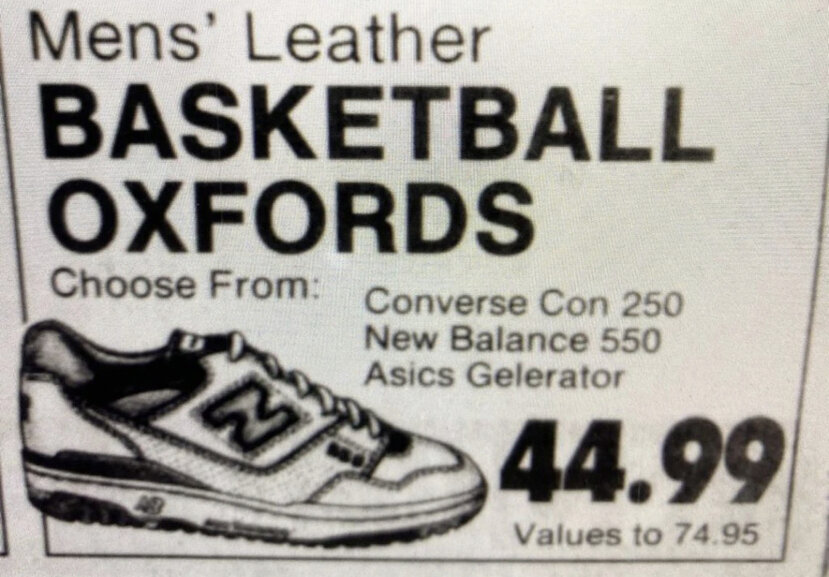 Mens' Leather
BASKETBALL
OXFORDS
Choose From:
Converse Con 250
New Balance 550
Asics Gelerator
N
NB
44.99
Values to 74.95